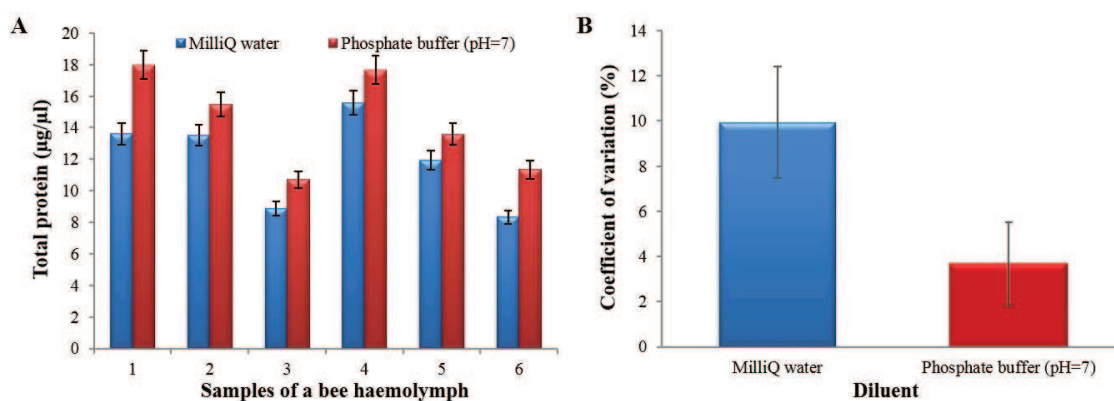 A
MilliQ water
Phosphate buffer (pH=7)
Total protein (µg/µl)
20
18
16
14
12
10
8
6
4
2
0
1 2 3 4 5 6
Samples of a bee haemolymph
B
Coefficient of variation (%)
14
12
10
8
6
4
2
0
MilliQ water Phosphate buffer (pH=7)
Diluent